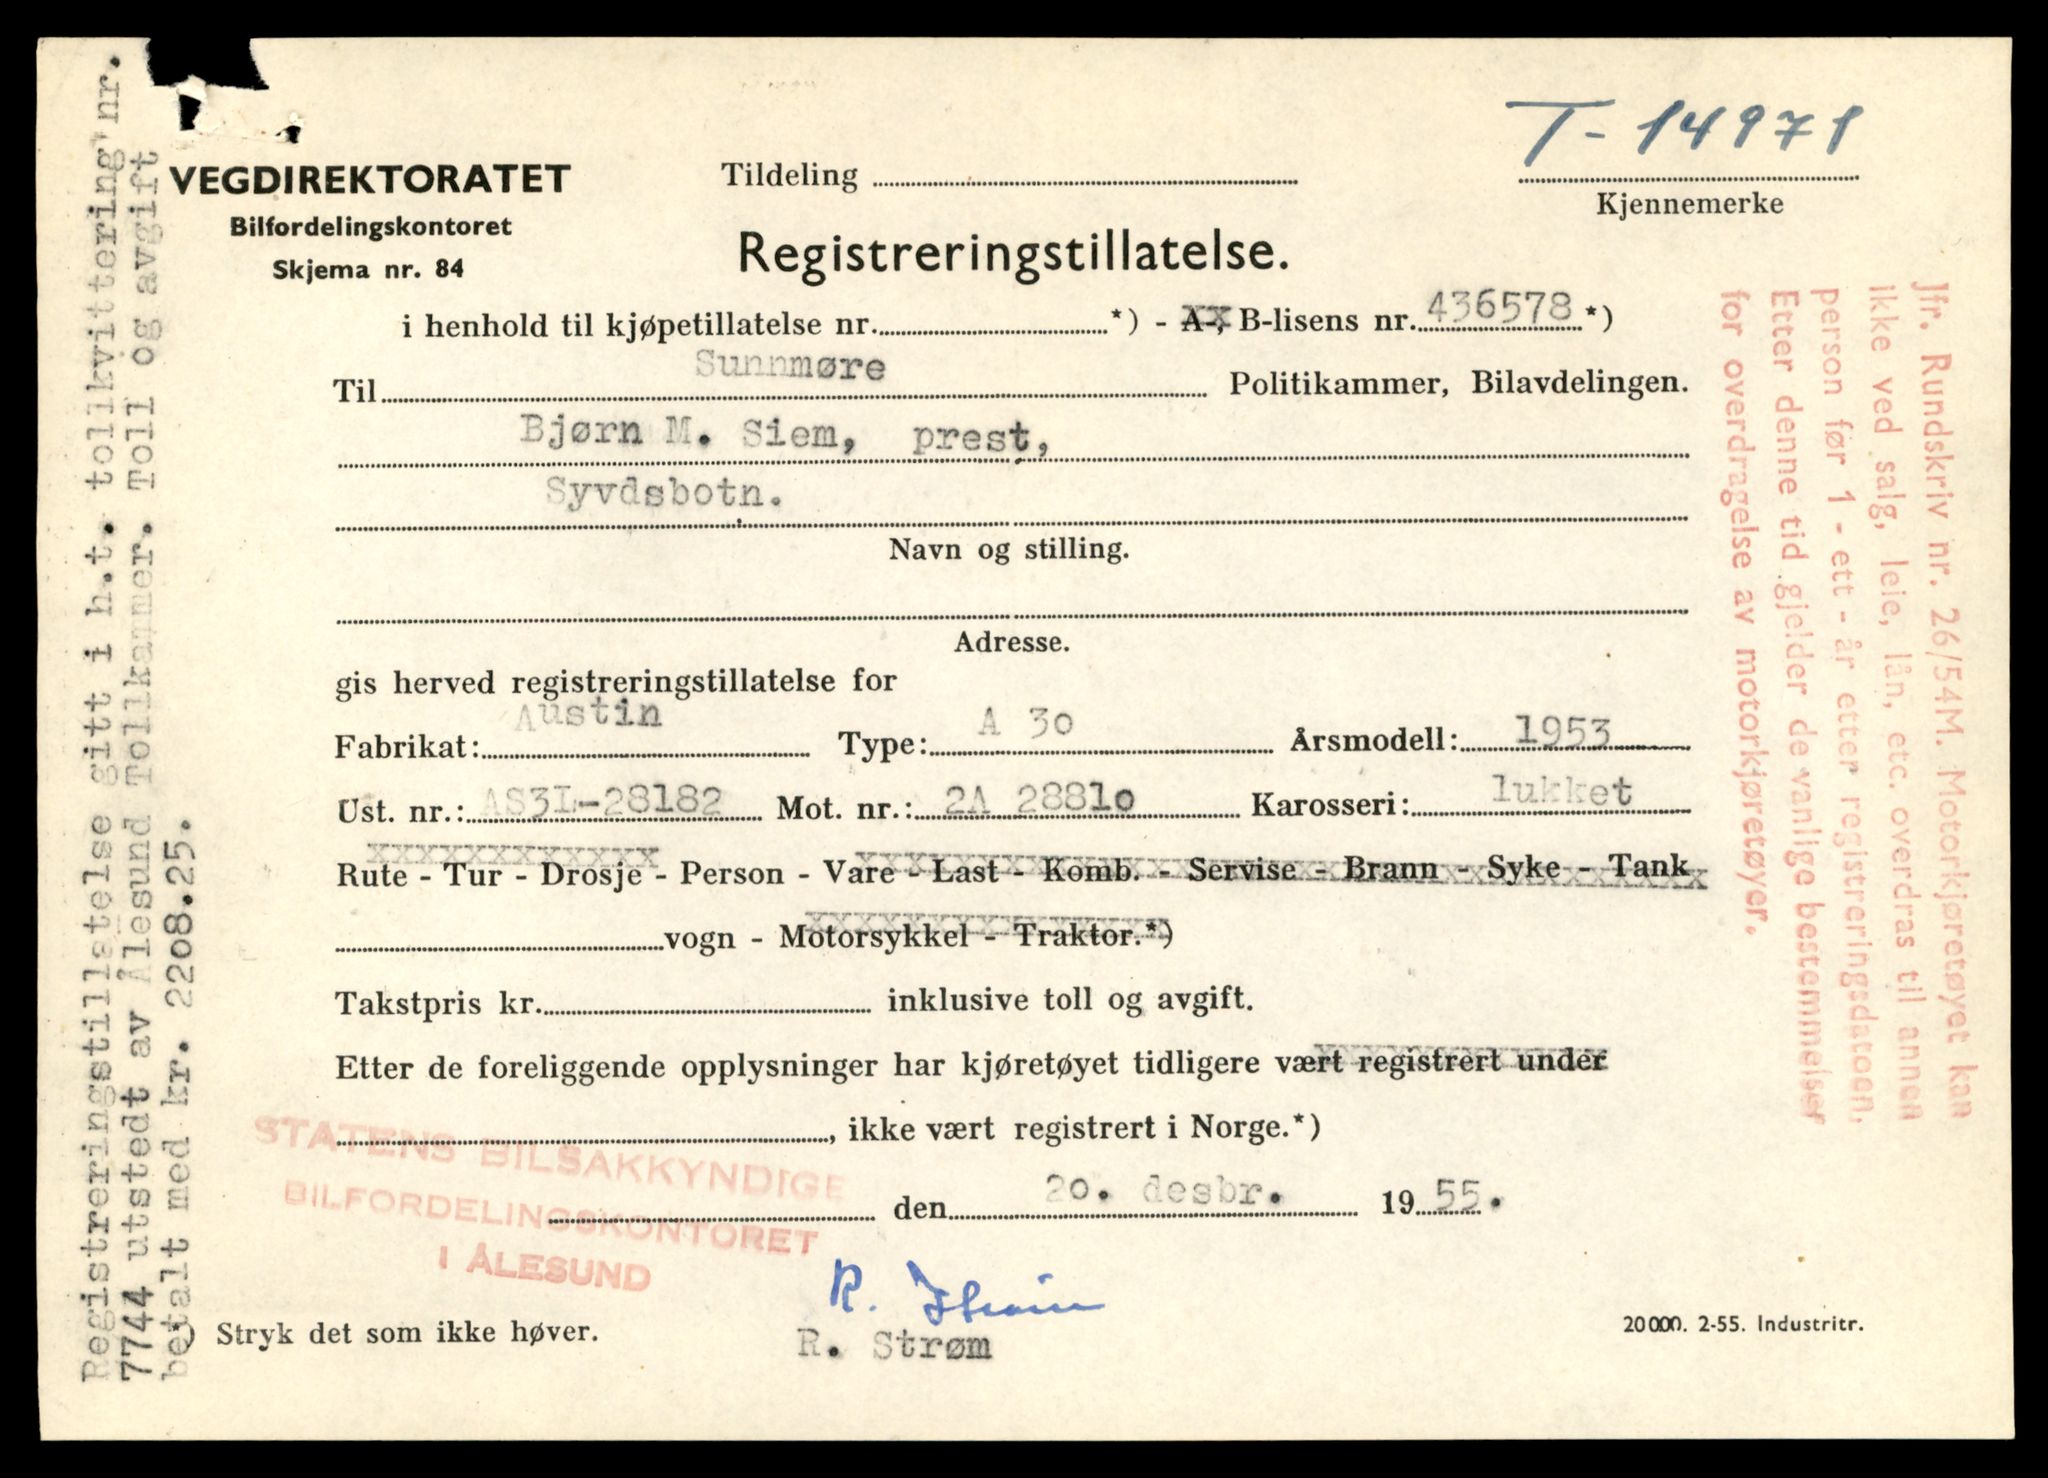 T-14971
Kjennemerke
VEGDIREKTORATET
Bilfordelingskontoret
Skjema nr. 84
Tildeling
Registreringstillatelse.
i henhold til kjøpetillatelse nr. *) - A-, B-lisens nr. 436578 *)
Til Sunnmøre Politikammer, Bilavdelingen.
Bjørn M. Siem, prest,
Syvdsbotn.
Navn og stilling.
Adresse.
gis herved registreringstillatelse for
Fabrikat: Austin Type: A 30 Årsmodell: 1953
Ust. nr.: AS3L-28182 Mot. nr.: 2A 28810 Karosseri: lukket
Rute - Tur - Drosje - Person - Vare - Last - Komb. - Servise - Brann - Syke - Tank
vogn - Motorsykkel - Traktor.*)
Takstpris kr. inklusive toll og avgift.
Etter de foreliggende opplysninger har kjøretøyet tidligere vært registrert under
, ikke vært registrert i Norge.*)
STATENS BILSAKKYNDIGE
BILFORDELINGSKONTORET
I ÅLESUND
den 20. desbr. 1955.
R. Strøm
R. Strøm
*) Stryk det som ikke høver.
20000. 2-55. Industritr.
Registreringstillatelse gitt i h.t. tollkvittering nr.
7744 utstedt av Ålesund Tollkammer. Toll og avgift
betalt med kr. 2208.25.
Jfr. Rundskriv nr. 26/54M. Motorkjøretøyet kan
ikke ved salg, leie, lån, etc. overdras til annen
person før 1 - ett - år etter registreringsdatoen.
Etter denne tid gjelder de vanlige bestemmelser
for overdragelse av motorkjøretøyer.